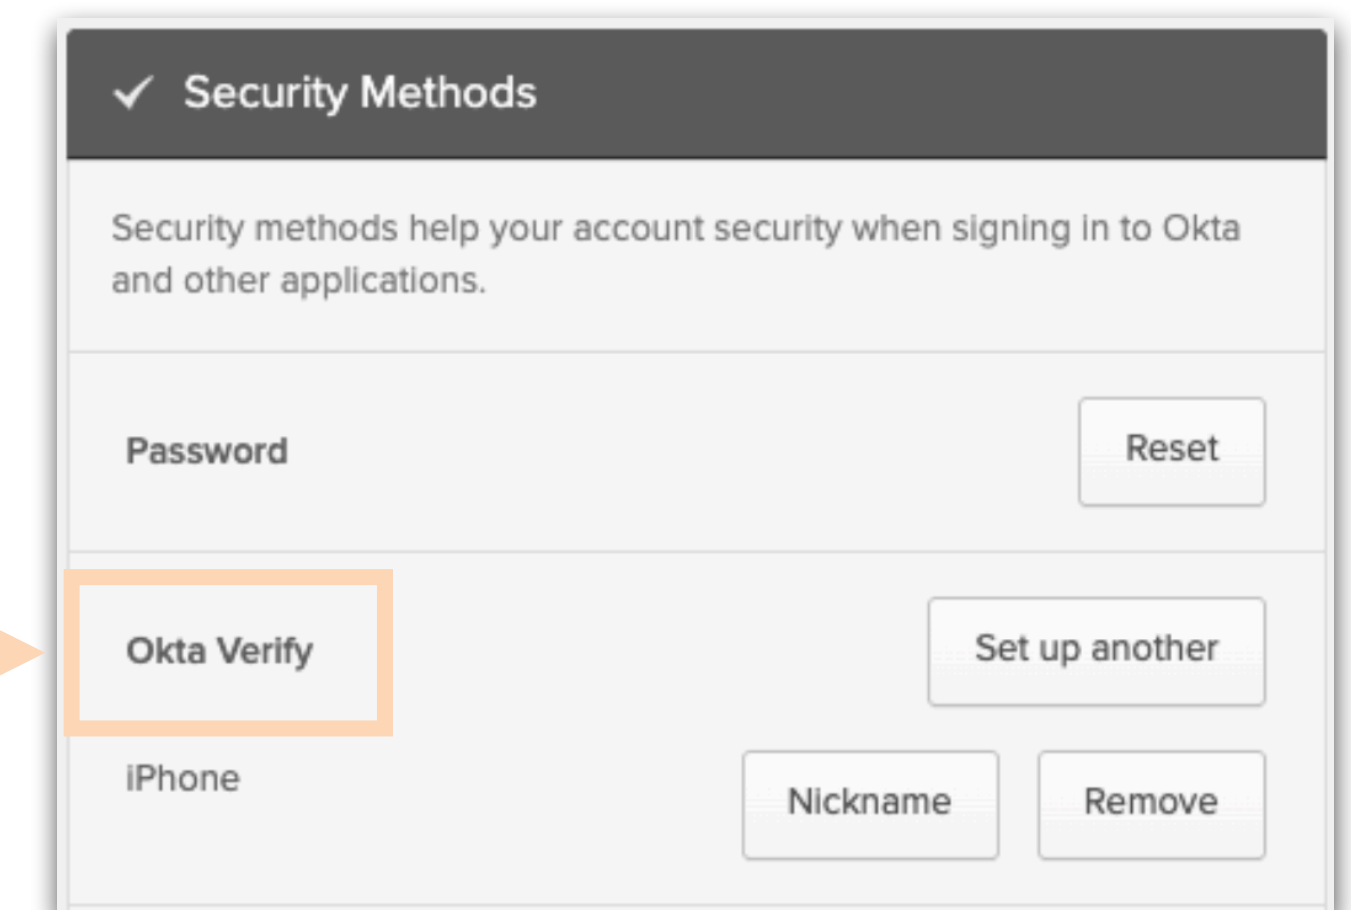 Security Methods
Security methods help your account security when signing in to Okta
and other applications.
Password
Reset
Okta Verify
Set up another
iPhone
Nickname
Remove